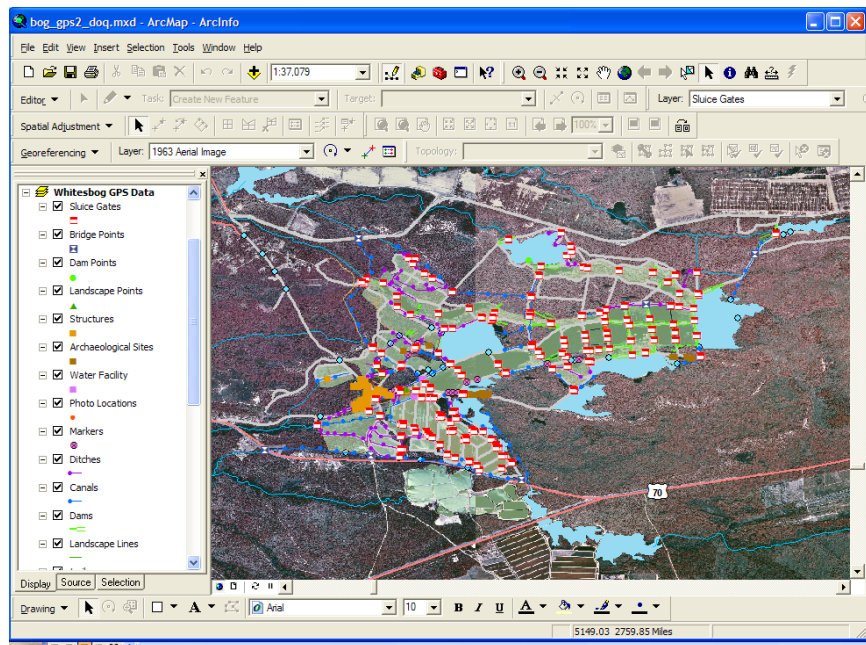 bog_gps2_doq.mxd - ArcMap - ArcInfo
File Edit View Insert Selection Tools Window Help
1:37,079
Editor Task: Create New Feature Target: Layer: Sluice Gates
Spatial Adjustment 100%
Georeferencing Layer: 1963 Aerial Image Topology:
Whitesbog GPS Data
Sluice Gates
Bridge Points
Dam Points
Landscape Points
Structures
Archaeological Sites
Water Facility
Photo Locations
Markers
Ditches
Canals
Dams
Landscape Lines
70
Display Source Selection
Drawing A Arial 10 B I U A
5149.03 2759.85 Miles